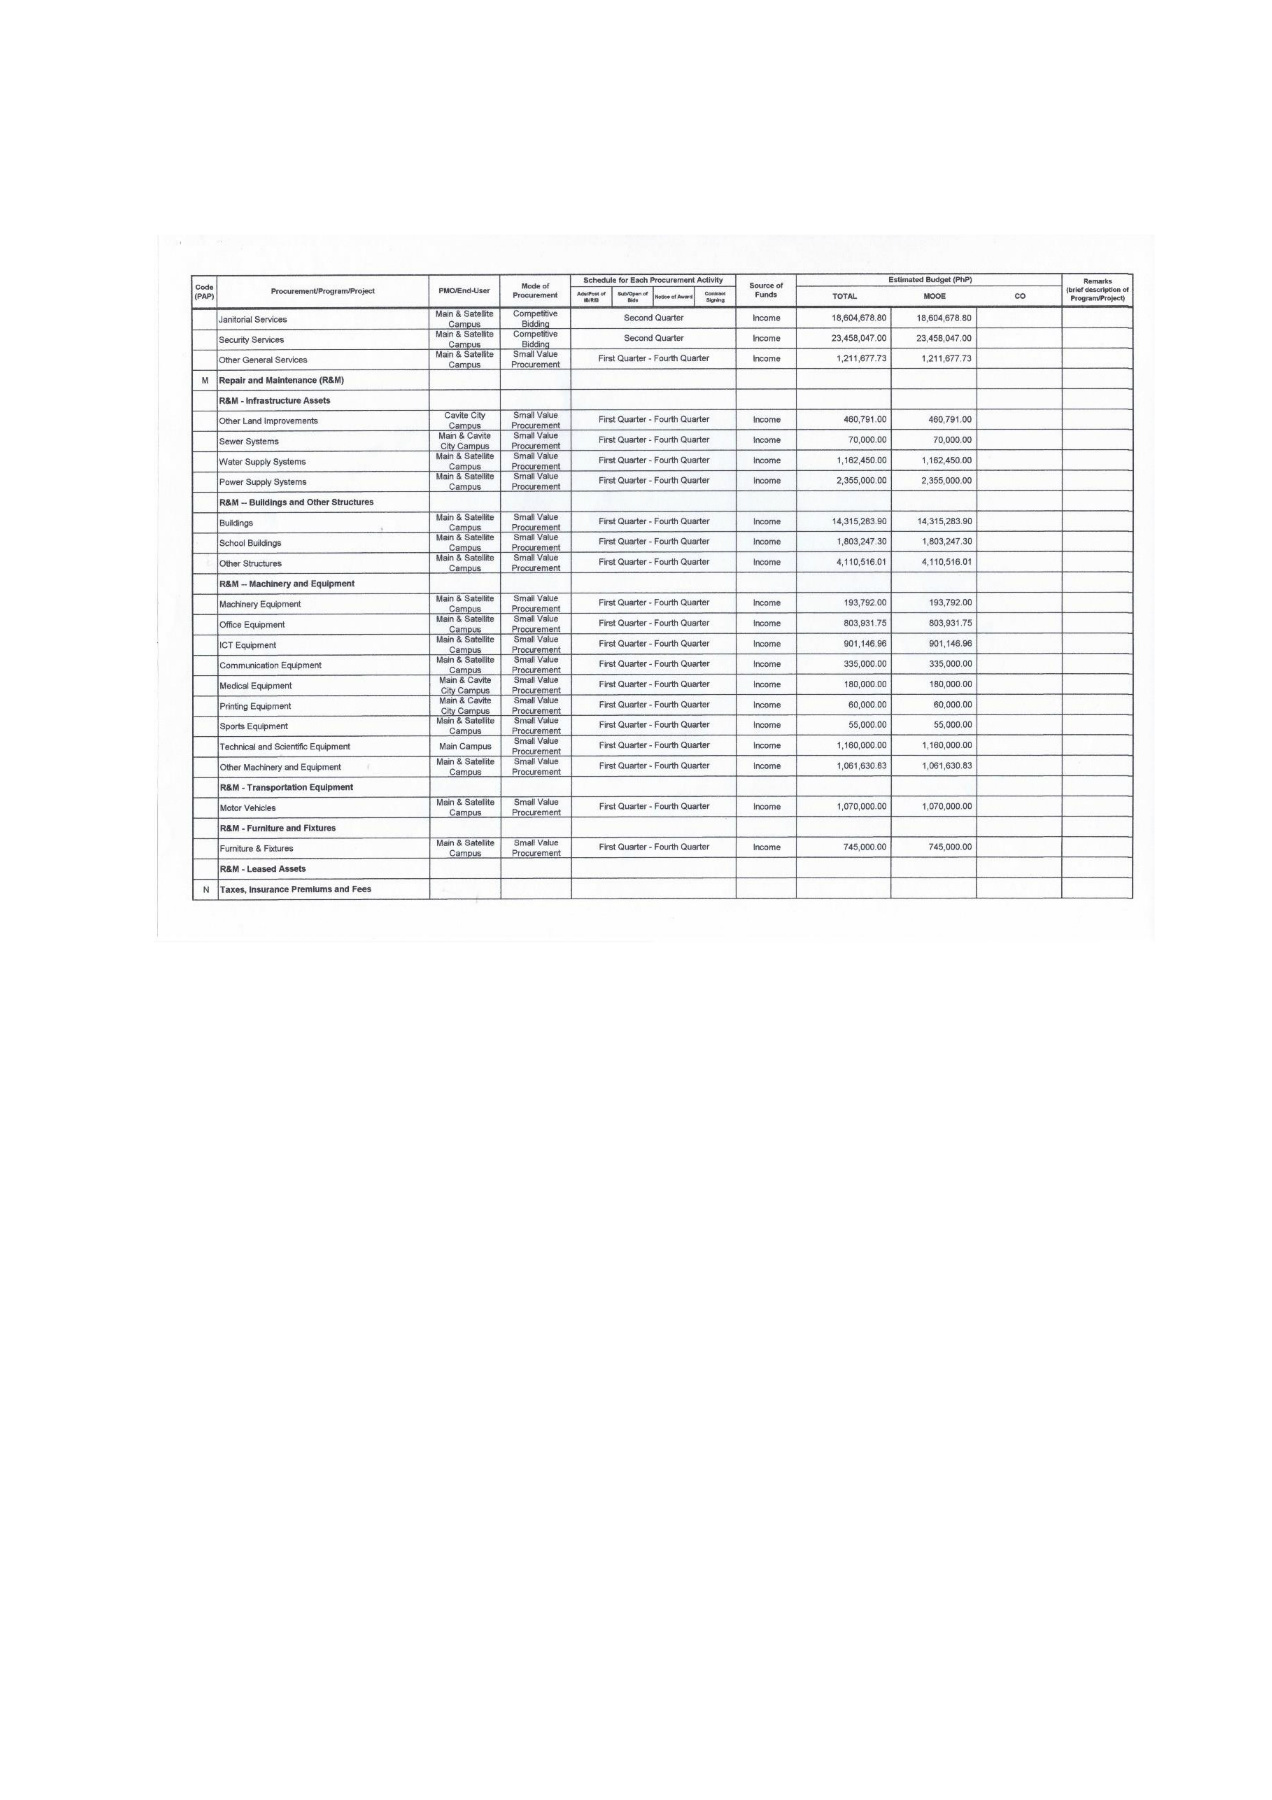 Code (PAP) Procurement/Program/Project PMO/End-User Mode of Procurement Schedule for Each Procurement Activity Source of Funds Estimated Budget (PhP) Remarks (brief description of Program/Project)
Ads/Post of IB/REI Sub/Open of Bids Notice of Award Contract Signing TOTAL MOOE CO
Janitorial Services Main & Satellite Campus Competitive Bidding Second Quarter Income 18,604,678.80 18,604,678.80
Security Services Main & Satellite Campus Competitive Bidding Second Quarter Income 23,458,047.00 23,458,047.00
Other General Services Main & Satellite Campus Small Value Procurement First Quarter - Fourth Quarter Income 1,211,677.73 1,211,677.73
M Repair and Maintenance (R&M)
R&M - Infrastructure Assets
Other Land Improvements Cavite City Campus Small Value Procurement First Quarter - Fourth Quarter Income 460,791.00 460,791.00
Sewer Systems Main & Cavite City Campus Small Value Procurement First Quarter - Fourth Quarter Income 70,000.00 70,000.00
Water Supply Systems Main & Satellite Campus Small Value Procurement First Quarter - Fourth Quarter Income 1,162,450.00 1,162,450.00
Power Supply Systems Main & Satellite Campus Small Value Procurement First Quarter - Fourth Quarter Income 2,355,000.00 2,355,000.00
R&M -- Buildings and Other Structures
Buildings Main & Satellite Campus Small Value Procurement First Quarter - Fourth Quarter Income 14,315,283.90 14,315,283.90
School Buildings Main & Satellite Campus Small Value Procurement First Quarter - Fourth Quarter Income 1,803,247.30 1,803,247.30
Other Structures Main & Satellite Campus Small Value Procurement First Quarter - Fourth Quarter Income 4,110,516.01 4,110,516.01
R&M -- Machinery and Equipment
Machinery Equipment Main & Satellite Campus Small Value Procurement First Quarter - Fourth Quarter Income 193,792.00 193,792.00
Office Equipment Main & Satellite Campus Small Value Procurement First Quarter - Fourth Quarter Income 803,931.75 803,931.75
ICT Equipment Main & Satellite Campus Small Value Procurement First Quarter - Fourth Quarter Income 901,146.96 901,146.96
Communication Equipment Main & Satellite Campus Small Value Procurement First Quarter - Fourth Quarter Income 335,000.00 335,000.00
Medical Equipment Main & Cavite City Campus Small Value Procurement First Quarter - Fourth Quarter Income 180,000.00 180,000.00
Printing Equipment Main & Cavite City Campus Small Value Procurement First Quarter - Fourth Quarter Income 60,000.00 60,000.00
Sports Equipment Main & Satellite Campus Small Value Procurement First Quarter - Fourth Quarter Income 55,000.00 55,000.00
Technical and Scientific Equipment Main Campus Small Value Procurement First Quarter - Fourth Quarter Income 1,160,000.00 1,160,000.00
Other Machinery and Equipment Main & Satellite Campus Small Value Procurement First Quarter - Fourth Quarter Income 1,061,630.83 1,061,630.83
R&M - Transportation Equipment
Motor Vehicles Main & Satellite Campus Small Value Procurement First Quarter - Fourth Quarter Income 1,070,000.00 1,070,000.00
R&M - Furniture and Fixtures
Furniture & Fixtures Main & Satellite Campus Small Value Procurement First Quarter - Fourth Quarter Income 745,000.00 745,000.00
R&M - Leased Assets
N Taxes, Insurance Premiums and Fees